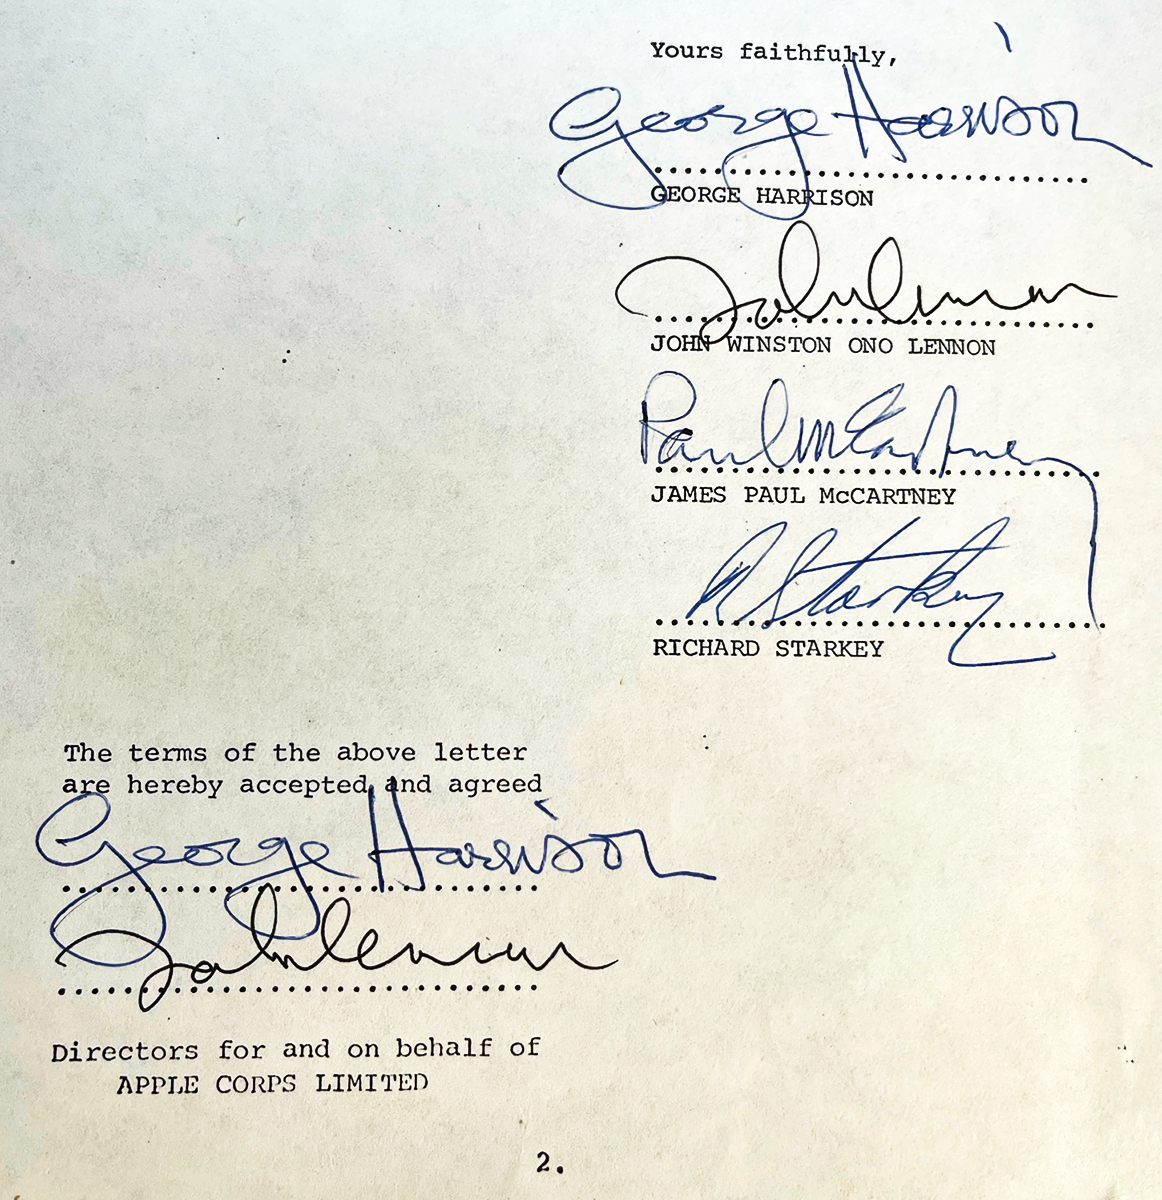 Yours faithfully,
George Harrison
GEORGE HARRISON
John Lennon
JOHN WINSTON ONO LENNON
Paul McCartney
JAMES PAUL McCARTNEY
R Starkey
RICHARD STARKEY
The terms of the above letter
are hereby accepted and agreed
George Harrison
John Lennon
Directors for and on behalf of
APPLE CORPS LIMITED
2.